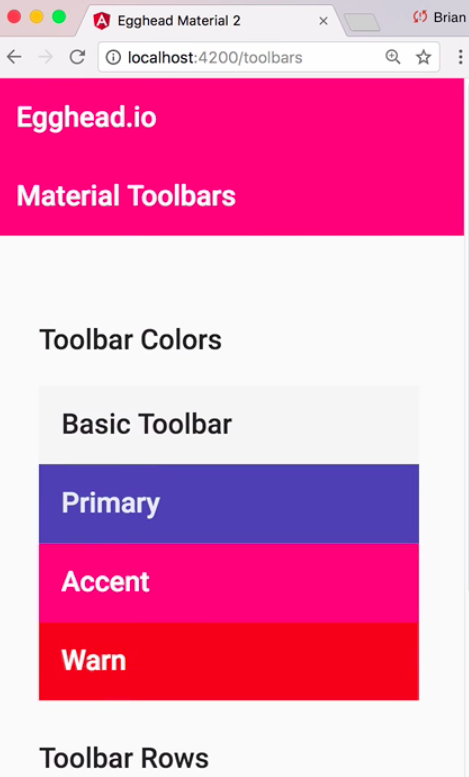 Egghead Material 2
Brian
localhost:4200/toolbars
Egghead.io
Material Toolbars
Toolbar Colors
Basic Toolbar
Primary
Accent
Warn
Toolbar Rows